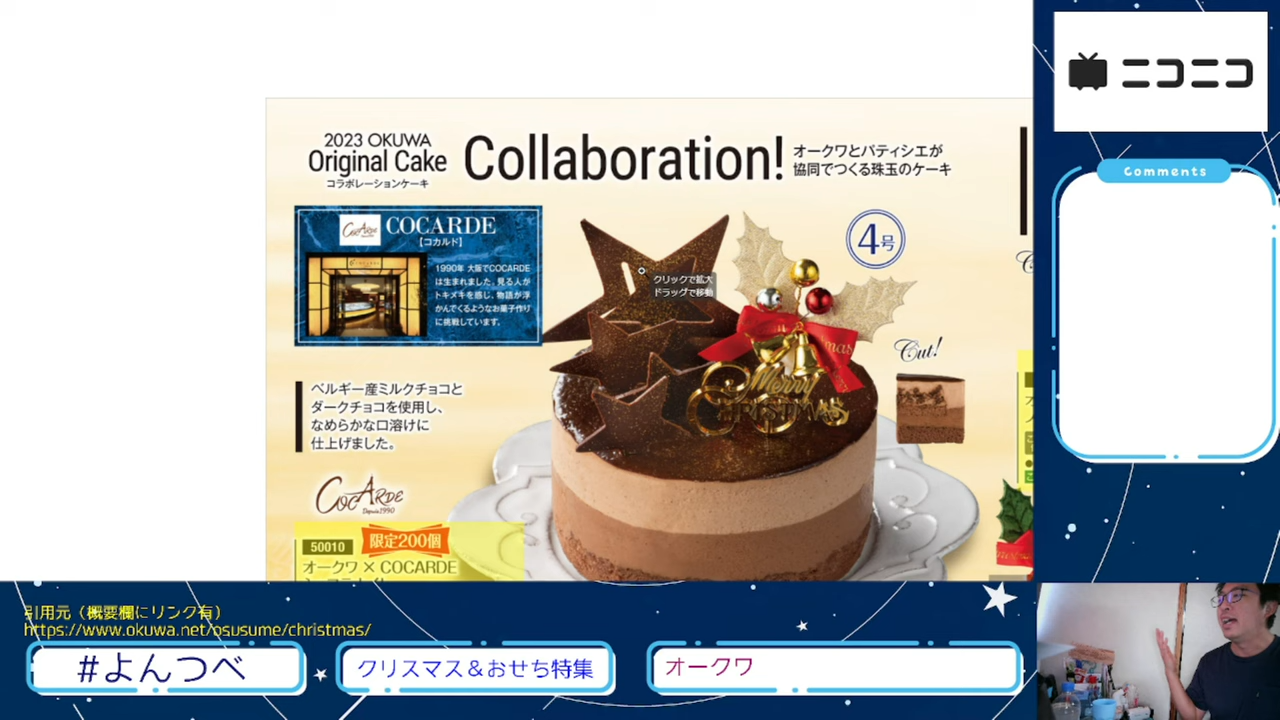 ニコニコ
Comments
2023 OKUWA
Original Cake
コラボレーションケーキ
Collaboration!
オークワとパティシエが
協同でつくる珠玉のケーキ
COCARDE
COCARDE
【コカルド】
1990年 大阪でCOCARDE
は生まれました。見る人が
トキメキを感じ、物語が浮
かんでくるようなお菓子作り
に挑戦しています。
4号
クリックで拡大
ドラッグで移動
Cut!
Merry
CHRISTMAS
ベルギー産ミルクチョコと
ダークチョコを使用し、
なめらかな口溶けに
仕上げました。
COCARDE
Depuis1990
50010
限定200個
オークワ × COCARDE
引用元（概要欄にリンク有）
https://www.okuwa.net/osusume/christmas/
#よんつべ
クリスマス＆おせち特集
オークワ